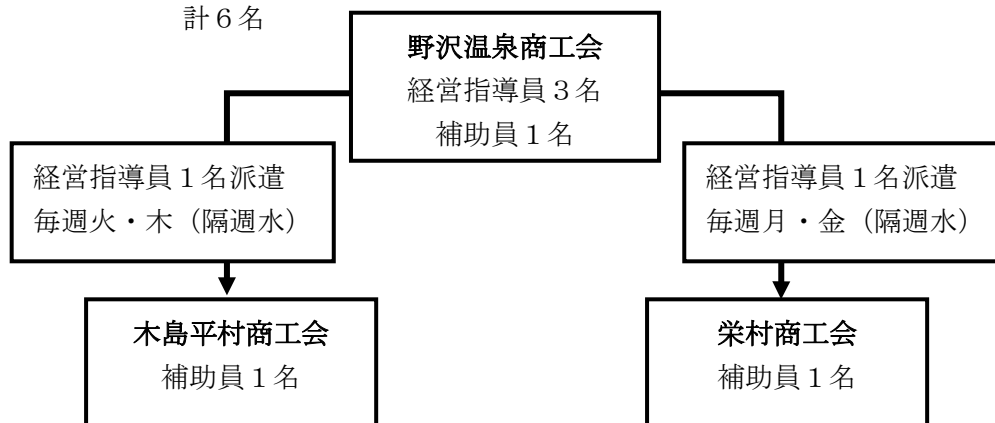 計６名
野沢温泉商工会
経営指導員３名
補助員１名
経営指導員１名派遣
毎週火・木（隔週水）
経営指導員１名派遣
毎週月・金（隔週水）
木島平村商工会
補助員１名
栄村商工会
補助員１名